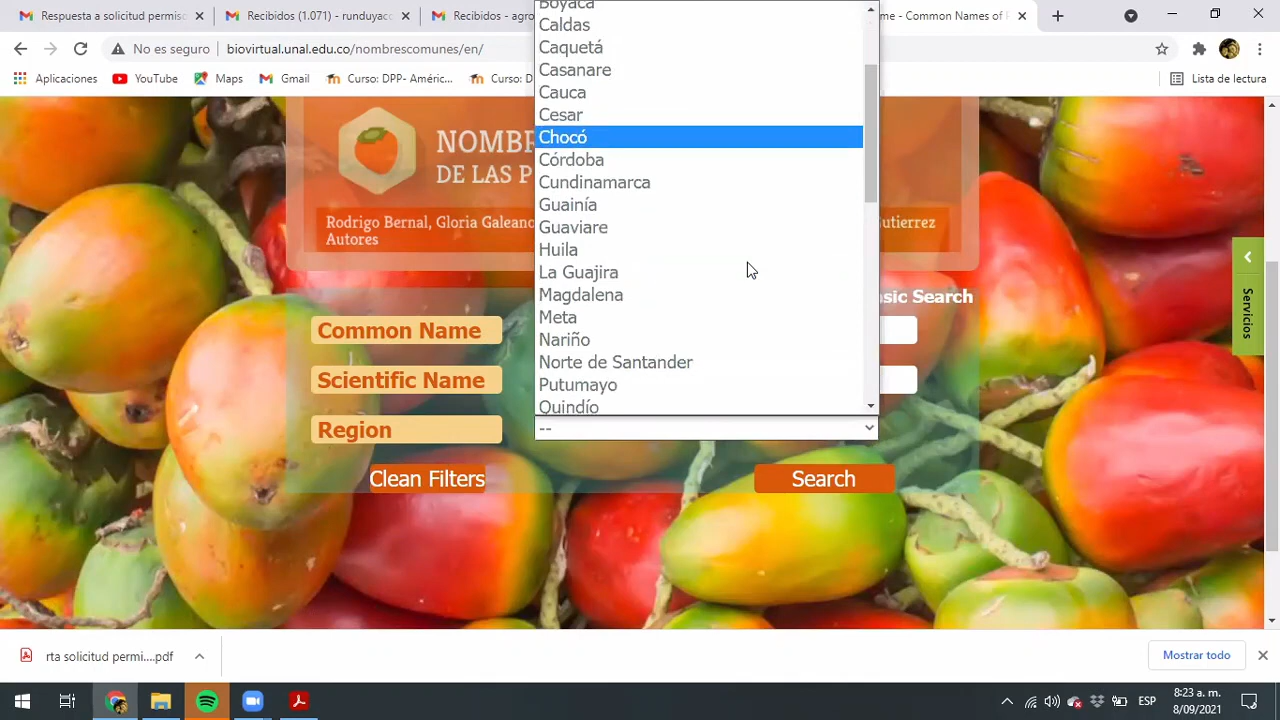 Respuesta a solicitud permis
Recibidos (1.071) - runduyac
Recibidos - agro
me - Common Names of P
No es seguro
biovirtual.unal.edu.co/nombrescomunes/en/
Aplicaciones
YouTube
Maps
Gmail
Curso: DPP- Améric...
Curso: D
Lista de lectura
NOMBR
DE LAS P
Rodrigo Bernal, Gloria Galeano
Autores
utierrez
Boyacá
Caldas
Caquetá
Casanare
Cauca
Cesar
Chocó
Córdoba
Cundinamarca
Guainía
Guaviare
Huila
La Guajira
Magdalena
Meta
Nariño
Norte de Santander
Putumayo
Quindío
--
sic Search
Common Name
Scientific Name
Region
Clean Filters
Search
Servicios
rta solicitud permi....pdf
Mostrar todo
ESP
8:23 a. m.
8/09/2021